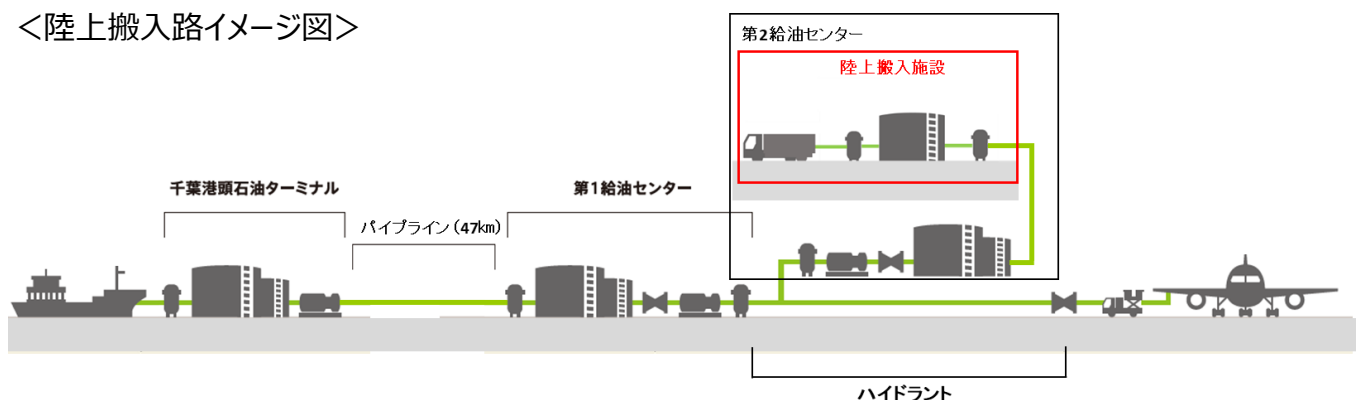 <陸上搬入路イメージ図>
第2給油センター
陸上搬入施設
千葉港頭石油ターミナル
第1給油センター
パイプライン(47km)
ハイドラント